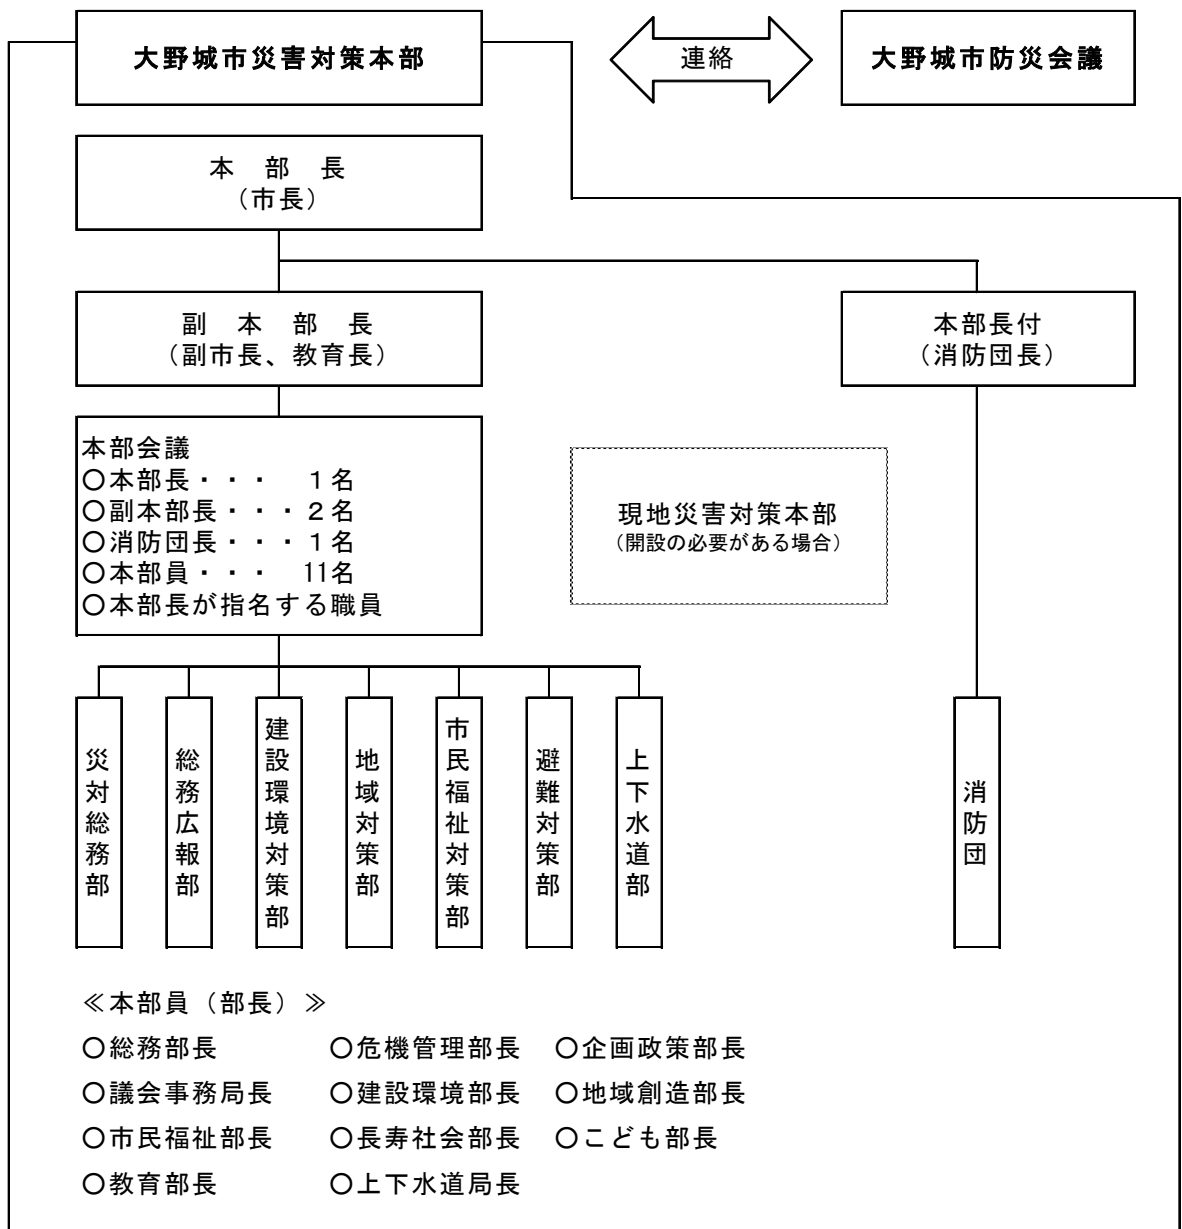 大野城市災害対策本部
連絡
大野城市防災会議
本 部 長
（市長）
副 本 部 長
（副市長、教育長）
本部長付
（消防団長）
本部会議
○本部長・・・ １名
○副本部長・・・２名
○消防団長・・・１名
○本部員・・・ 11名
○本部長が指名する職員
現地災害対策本部
（開設の必要がある場合）
災対総務部
総務広報部
建設環境対策部
地域対策部
市民福祉対策部
避難対策部
上下水道部
消防団
≪本部員（部長）≫
○総務部長 ○危機管理部長 ○企画政策部長
○議会事務局長 ○建設環境部長 ○地域創造部長
○市民福祉部長 ○長寿社会部長 ○こども部長
○教育部長 ○上下水道局長